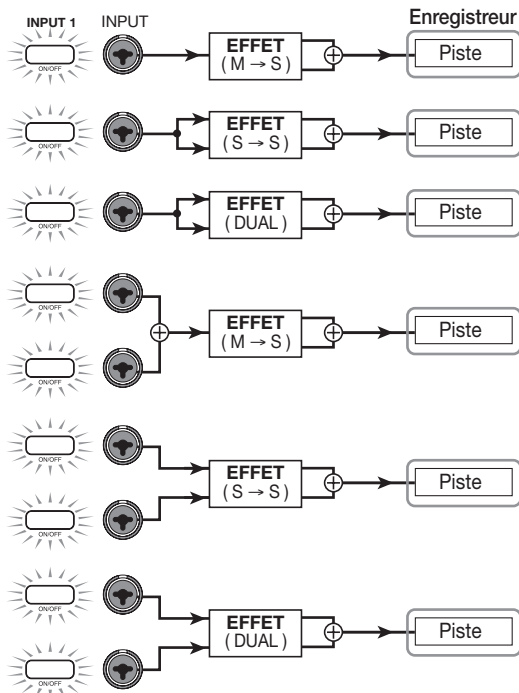 INPUT 1 INPUT Enregistreur
ON/OFF EFFET Piste
( M → S )
ON/OFF EFFET Piste
( S → S )
ON/OFF EFFET Piste
( DUAL )
ON/OFF
EFFET Piste
( M → S )
ON/OFF
ON/OFF
EFFET Piste
( S → S )
ON/OFF
ON/OFF
EFFET Piste
( DUAL )
ON/OFF